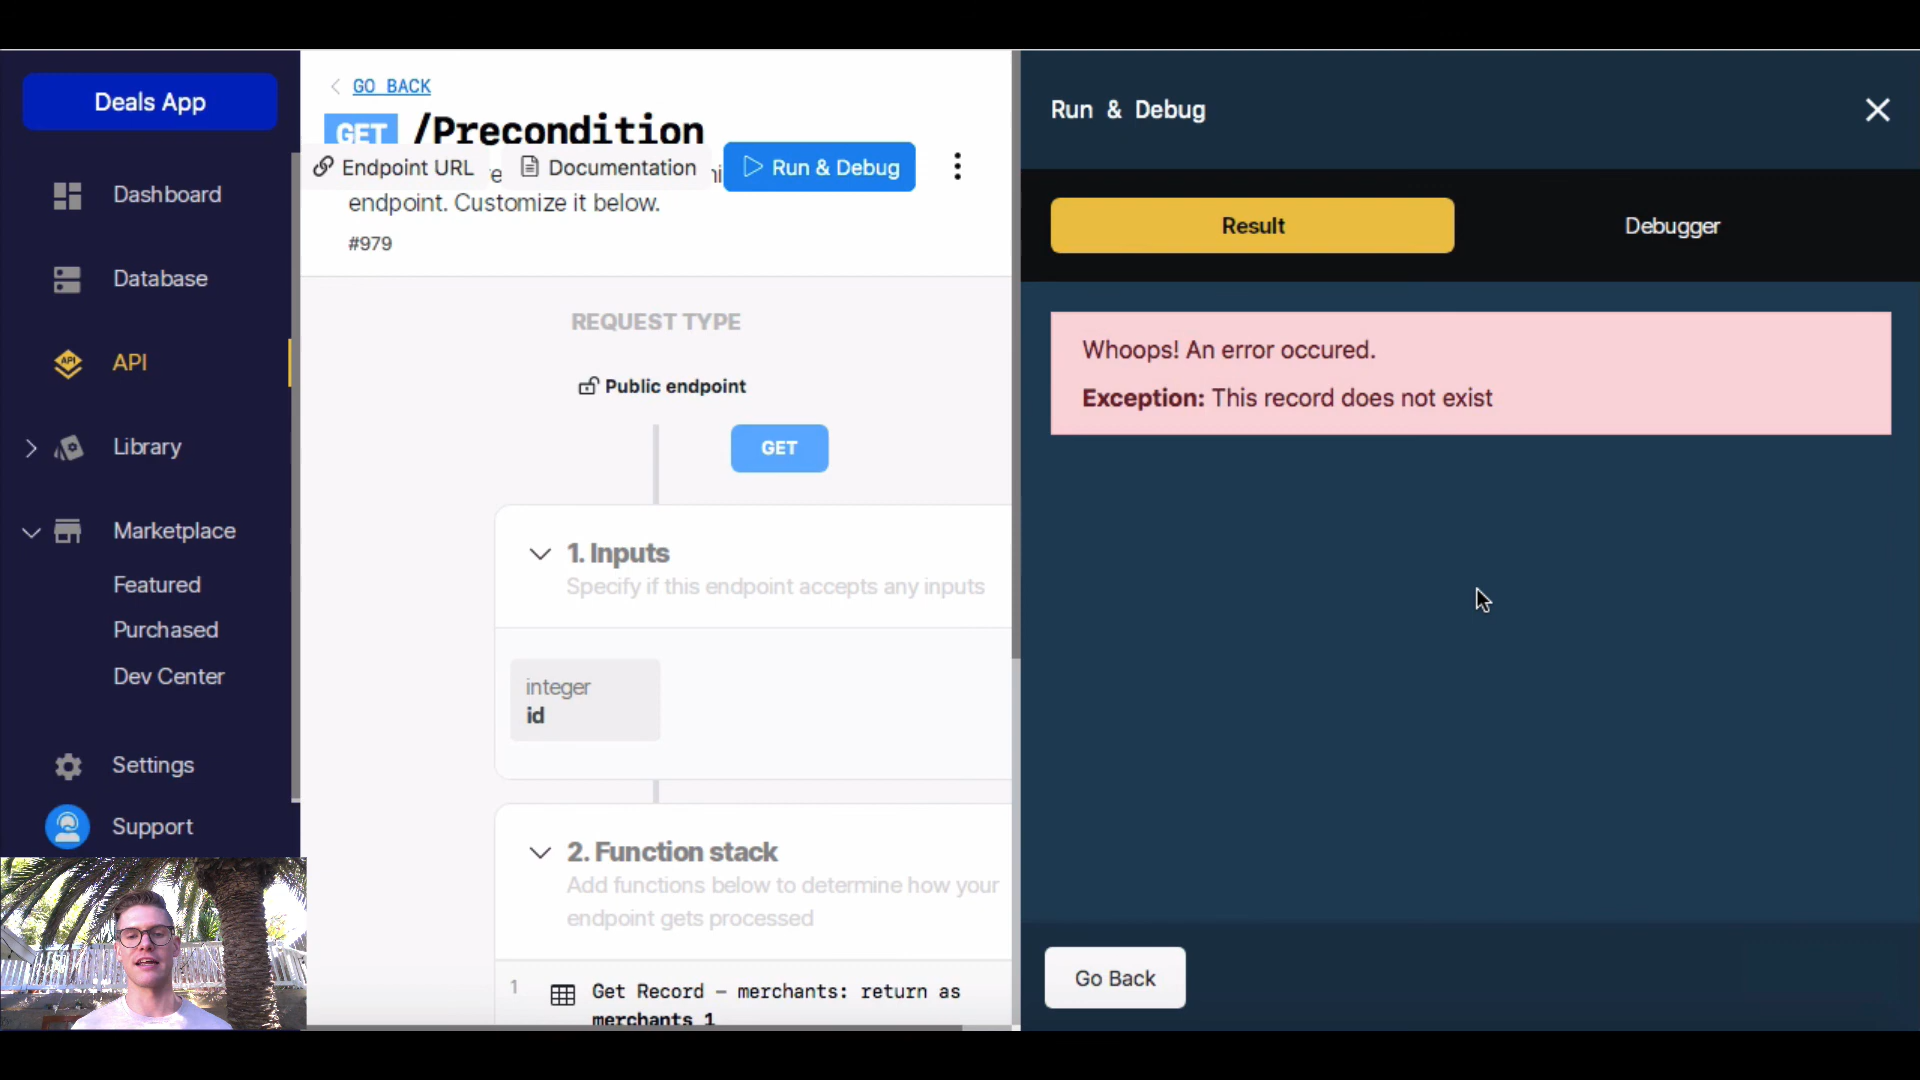 Deals App
Dashboard
Database
API
API
Library
Marketplace
Featured
Purchased
Dev Center
Settings
Support
GO BACK
GET /Precondition
Endpoint URL
Documentation
Run & Debug
endpoint. Customize it below.
#979
REQUEST TYPE
Public endpoint
GET
1. Inputs
Specify if this endpoint accepts any inputs
integer
id
2. Function stack
Add functions below to determine how your
endpoint gets processed
1
Get Record – merchants: return as
merchants_1
Run & Debug
Result
Debugger
Whoops! An error occured.
Exception: This record does not exist
Go Back